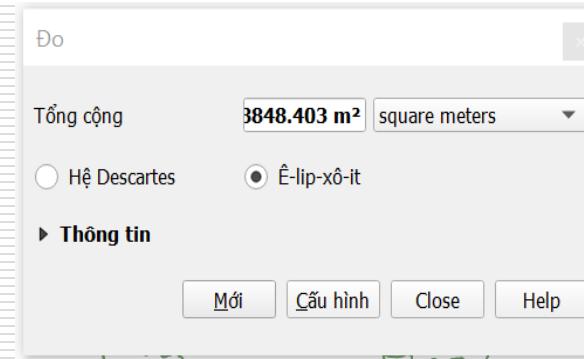 Đo
Tổng cộng 3848.403 m² square meters
Hệ Descartes Ê-lip-xô-it
Thông tin
Mới Cấu hình Close Help